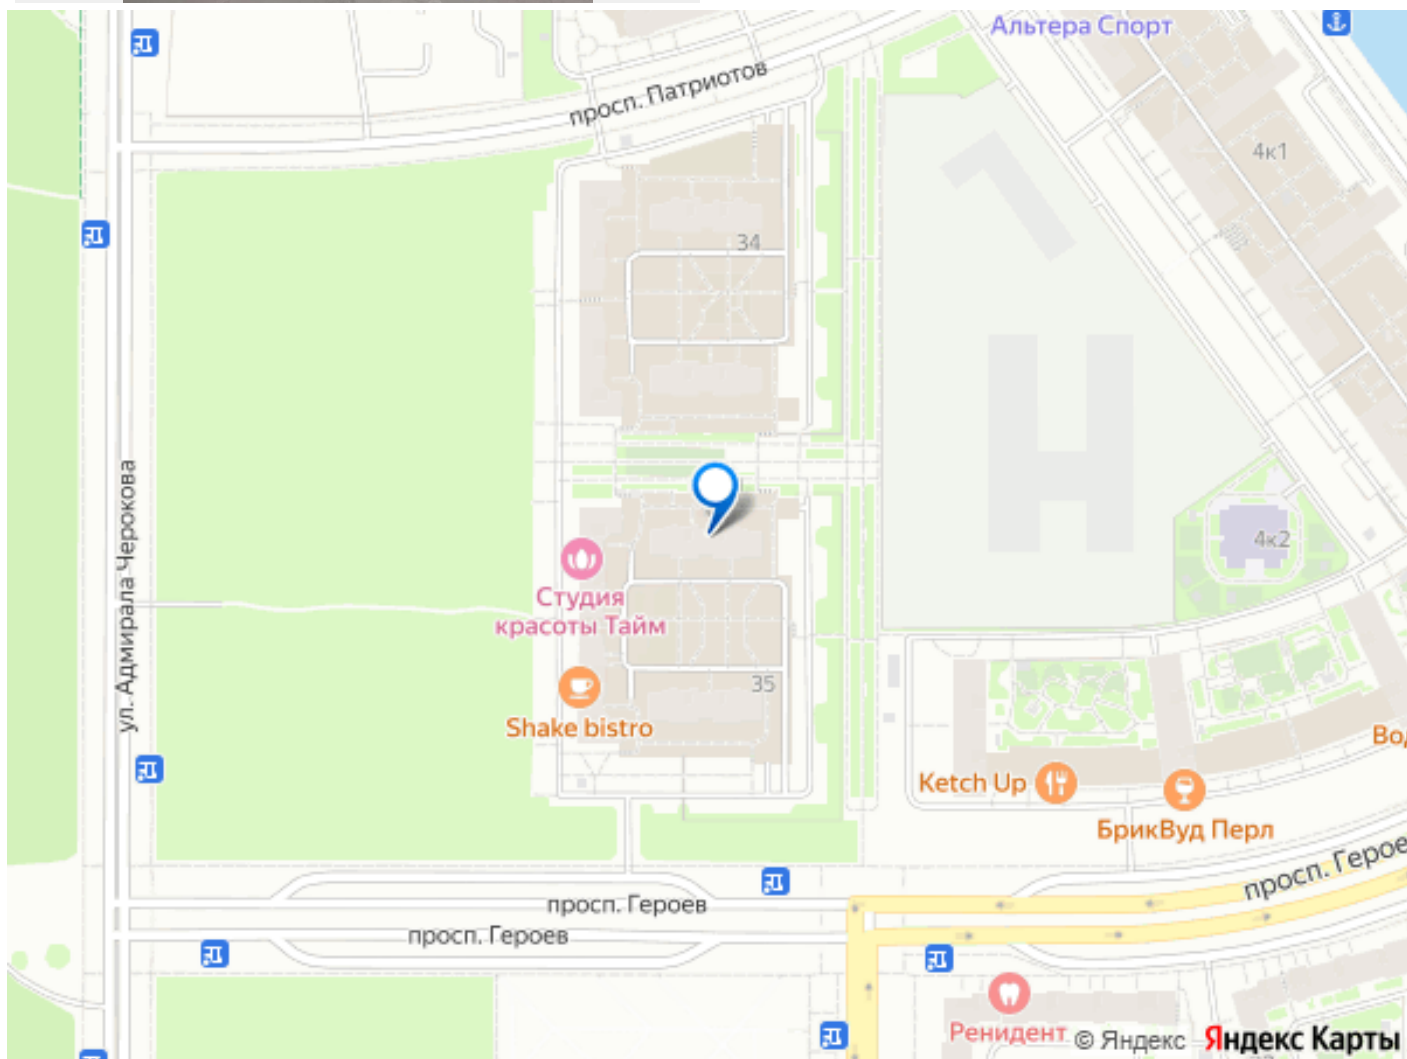 Альтера Спорт
просп. Патриотов
4к1
34
ул. Адмирала Черокова
4к2
Студия
красоты Тайм
35
Shake bistro
Ketch Up
БрикВуд Перл
просп. Герое
просп. Героев
просп. Героев
Ренидент
© Яндекс Яндекс Карты